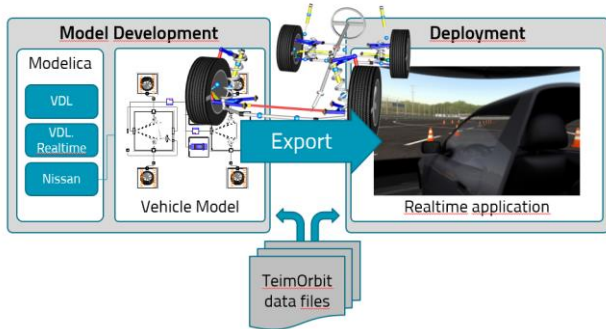 Model Development
Deployment
Modelica
VDL
VDL.
Realtime
Nissan
Vehicle Model
Export
Realtime application
TeimOrbit
data files